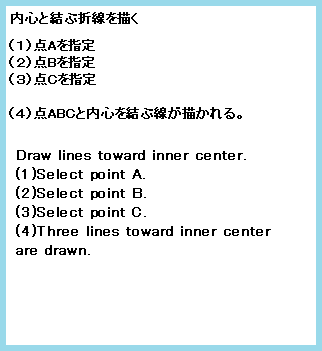 内心と結ぶ折線を描く
(1)点Aを指定
(2)点Bを指定
(3)点Cを指定
(4)点ABCと内心を結ぶ線が描かれる。
Draw lines toward inner center.
(1)Select point A.
(2)Select point B.
(3)Select point C.
(4)Three lines toward inner center
are drawn.